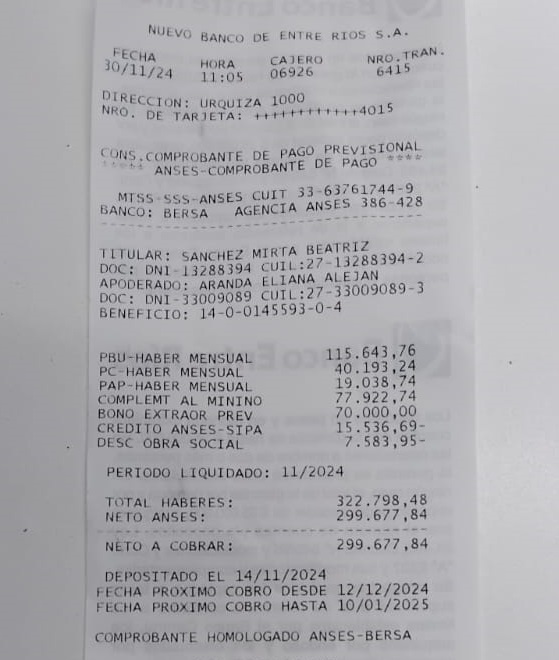 NUEVO BANCO DE ENTRE RIOS S.A.
FECHA HORA CAJERO NRO.TRAN.
30/11/24 11:05 06926 6415
DIRECCION: URQUIZA 1000
NRO. DE TARJETA: ++++++++++++4015
CONS.COMPROBANTE DE PAGO PREVISIONAL
***** ANSES-COMPROBANTE DE PAGO ****
MTSS-SSS-ANSES CUIT 33-63761744-9
BANCO: BERSA AGENCIA ANSES 386-428
TITULAR: SANCHEZ MIRTA BEATRIZ
DOC: DNI-13288394 CUIL:27-13288394-2
APODERADO: ARANDA ELIANA ALEJAN
DOC: DNI-33009089 CUIL:27-33009089-3
BENEFICIO: 14-0-0145593-0-4
PBU-HABER MENSUAL 115.643,76
PC-HABER MENSUAL 40.193,24
PAP-HABER MENSUAL 19.038,74
COMPLEMT AL MININO 77.922,74
BONO EXTRAOR PREV 70.000,00
CREDITO ANSES-SIPA 15.536,69-
DESC OBRA SOCIAL 7.583,95-
PERIODO LIQUIDADO: 11/2024
TOTAL HABERES: 322.798,48
NETO ANSES: 299.677,84
NETO A COBRAR: 299.677,84
DEPOSITADO EL 14/11/2024
FECHA PROXIMO COBRO DESDE 12/12/2024
FECHA PROXIMO COBRO HASTA 10/01/2025
COMPROBANTE HOMOLOGADO ANSES-BERSA